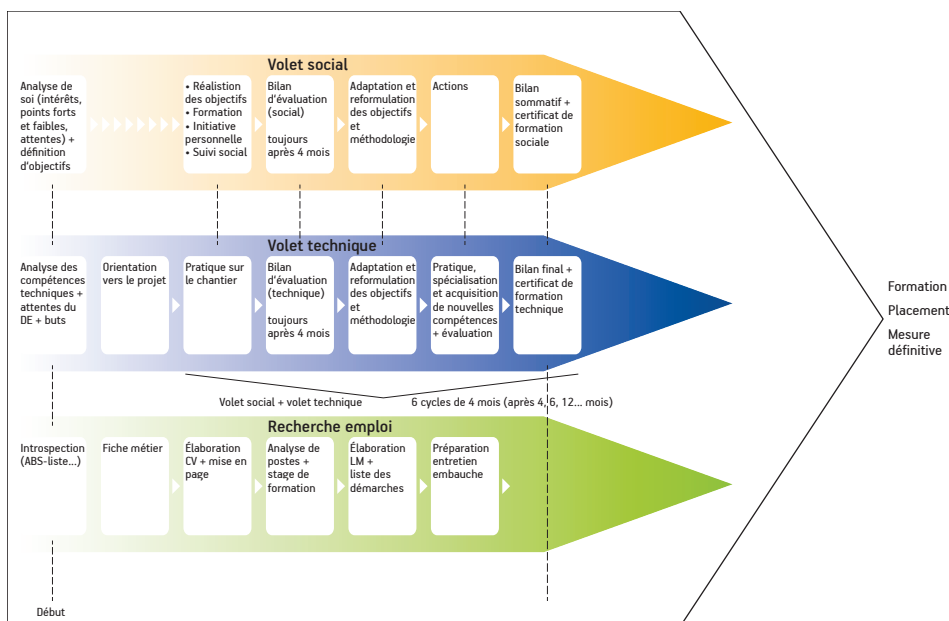 Volet social
Analyse de
soi (intérêts,
points forts
et faibles,
attentes) +
définition
d'objectifs
• Réalistion
des objectifs
• Formation
• Initiative
personnelle
• Suivi social
Bilan
d'évaluation
(social)
toujours
après 4 mois
Adaptation et
reformulation
des objectifs
et
méthodologie
Actions
Bilan
sommatif +
certificat de
formation
sociale
Volet technique
Analyse des
compétences
techniques +
attentes du
DE + buts
Orientation
vers le projet
Pratique sur
le chantier
Bilan
d'évaluation
(technique)
toujours
après 4 mois
Adaptation et
reformulation
des objectifs
et
méthodologie
Pratique,
spécialisation
et acquisition
de nouvelles
compétences
+ évaluation
Bilan final +
certificat de
formation
technique
Formation
Placement
Mesure
définitive
Volet social + volet technique
6 cycles de 4 mois (après 4, 6, 12... mois)
Recherche emploi
Introspection
(ABS-liste...)
Fiche métier
Élaboration
CV + mise en
page
Analyse de
postes +
stage de
formation
Élaboration
LM +
liste des
démarches
Préparation
entretien
embauche
Début